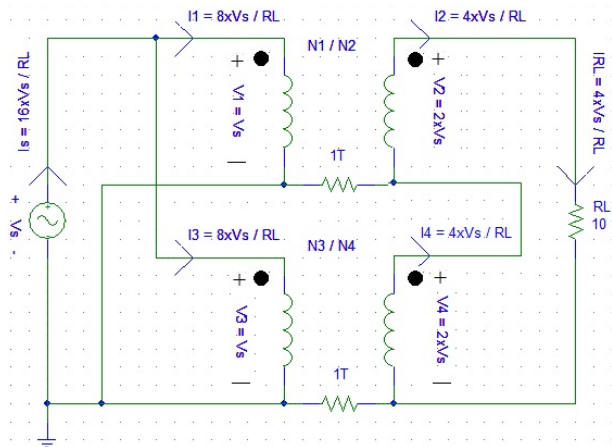 I1 = 8xVs / RL
N1 / N2
I2 = 4xVs / RL
Is = 16xVs / RL
+
V1 = Vs
—
+
V2 = 2xVs
—
IRL = 4xVs / RL
1T
+
Vs
-
RL
10
I3 = 8xVs / RL
N3 / N4
I4 = 4xVs / RL
+
V3 = Vs
—
+
V4 = 2xVs
—
1T